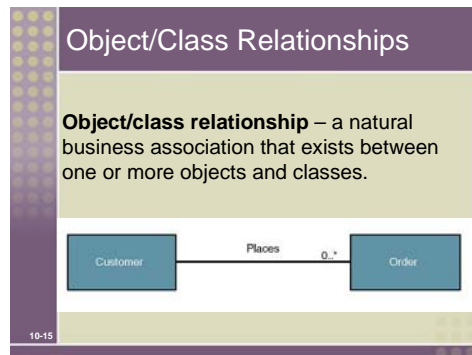 Object/Class Relationships
Object/class relationship – a natural
business association that exists between
one or more objects and classes.
Customer
Places
0..*
Order
10-15